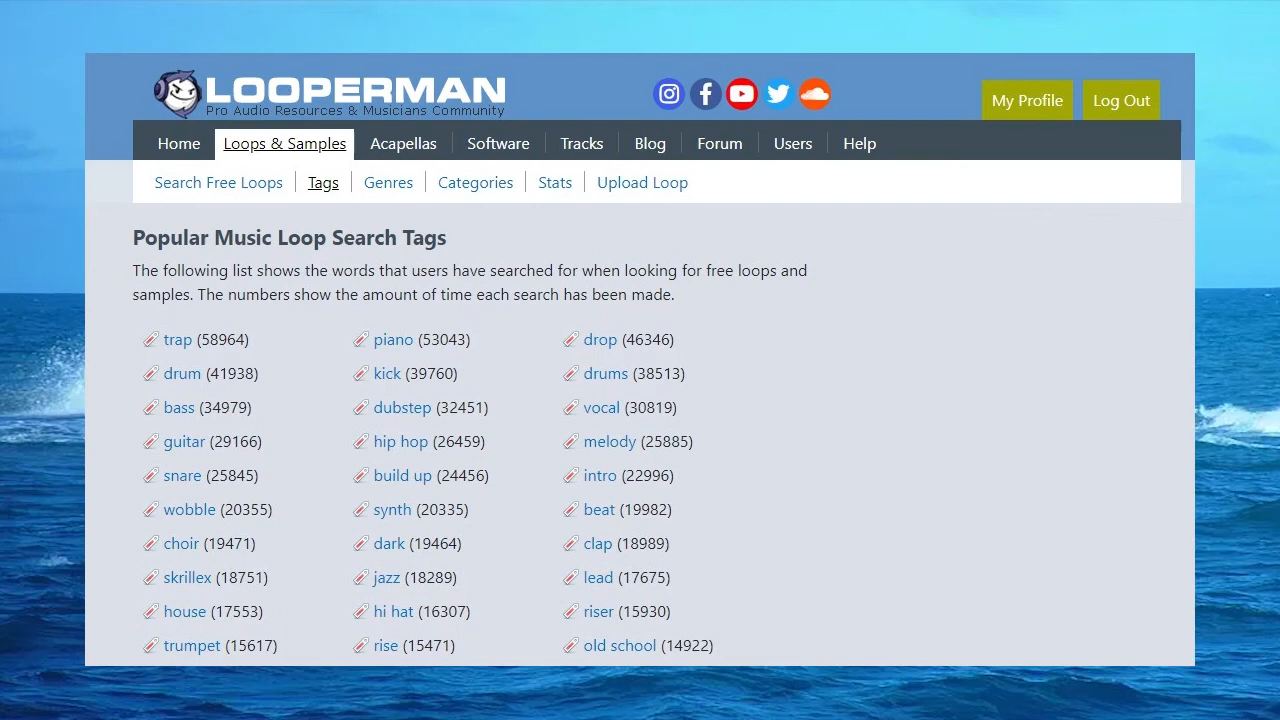 LOOPERMAN
Pro Audio Resources & Musicians Community
My Profile Log Out
Home Loops & Samples Acapellas Software Tracks Blog Forum Users Help
Search Free Loops Tags Genres Categories Stats Upload Loop
Popular Music Loop Search Tags
The following list shows the words that users have searched for when looking for free loops and
samples. The numbers show the amount of time each search has been made.
trap (58964) piano (53043) drop (46346)
drum (41938) kick (39760) drums (38513)
bass (34979) dubstep (32451) vocal (30819)
guitar (29166) hip hop (26459) melody (25885)
snare (25845) build up (24456) intro (22996)
wobble (20355) synth (20335) beat (19982)
choir (19471) dark (19464) clap (18989)
skrillex (18751) jazz (18289) lead (17675)
house (17553) hi hat (16307) riser (15930)
trumpet (15617) rise (15471) old school (14922)